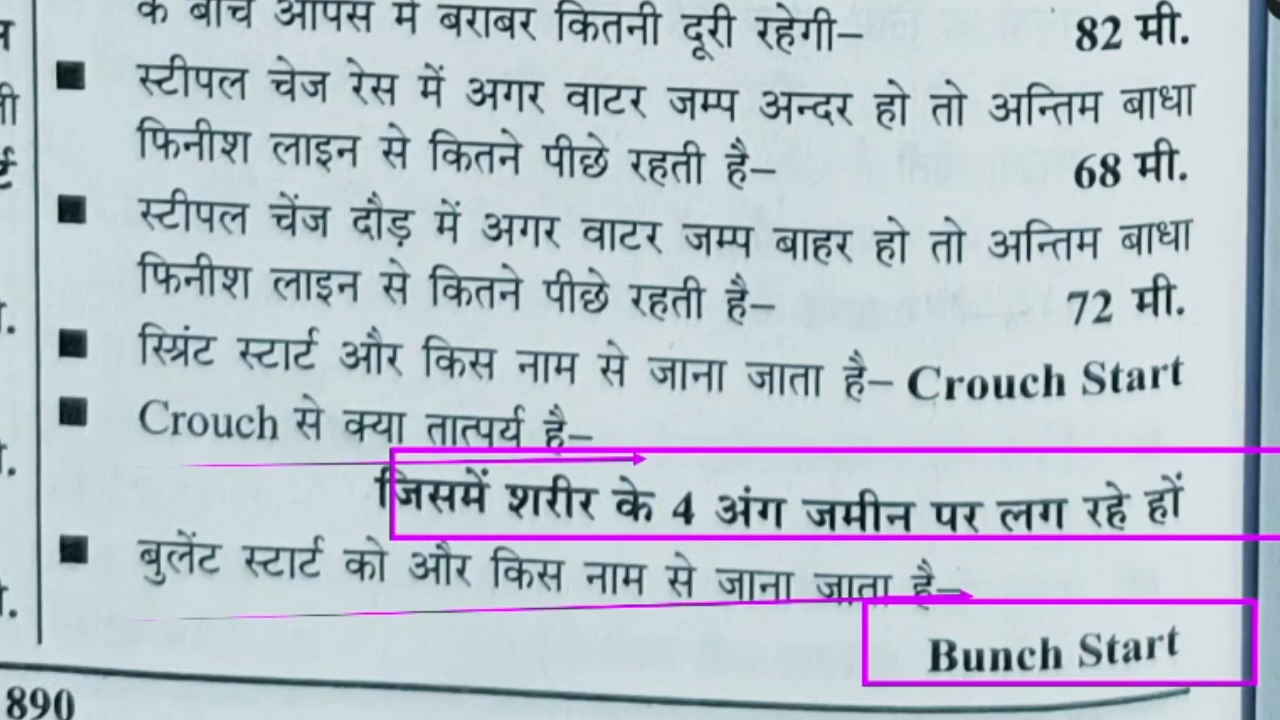 के बीच आपस में बराबर कितनी दूरी रहेगी– 82 मी.
■ स्टीपल चेज रेस में अगर वाटर जम्प अन्दर हो तो अन्तिम बाधा
फिनीश लाइन से कितने पीछे रहती है– 68 मी.
■ स्टीपल चेंज दौड़ में अगर वाटर जम्प बाहर हो तो अन्तिम बाधा
फिनीश लाइन से कितने पीछे रहती है– 72 मी.
■ स्प्रिंट स्टार्ट और किस नाम से जाना जाता है– Crouch Start
■ Crouch से क्या तात्पर्य है–
जिसमें शरीर के 4 अंग जमीन पर लग रहे हों
■ बुलेंट स्टार्ट को और किस नाम से जाना जाता है–
Bunch Start
890